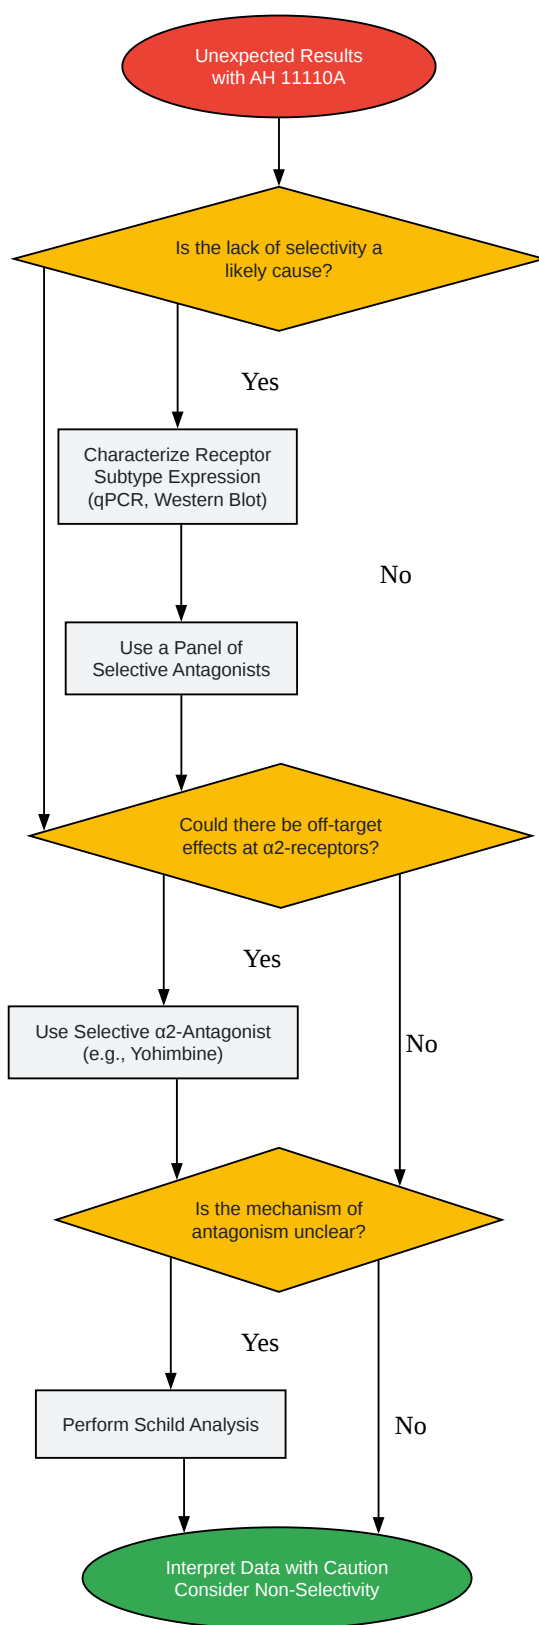 Unexpected Results
with AH 11110A
Is the lack of selectivity a
likely cause?
Yes
Characterize Receptor
Subtype Expression
(qPCR, Western Blot)
No
Use a Panel of
Selective Antagonists
Could there be off-target
effects at α2-receptors?
Yes
Use Selective α2-Antagonist
(e.g., Yohimbine)
No
Is the mechanism of
antagonism unclear?
Yes
Perform Schild Analysis
No
Interpret Data with Caution
Consider Non-Selectivity